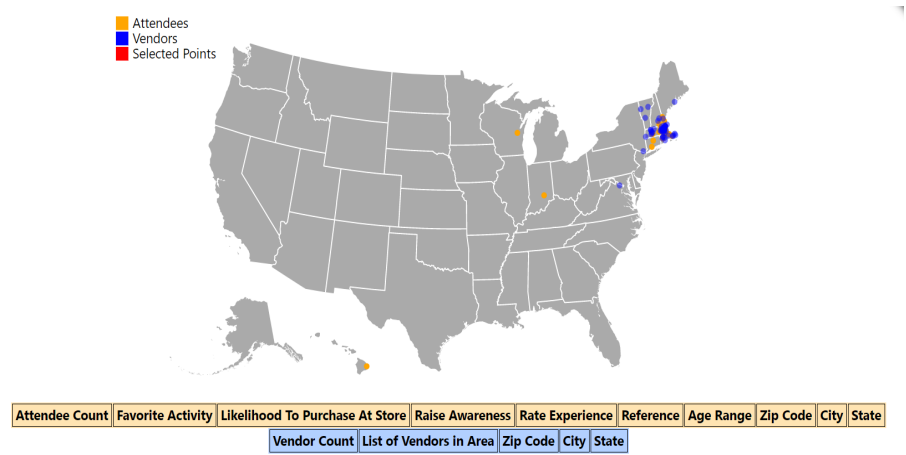 Attendees
Vendors
Selected Points
Attendee Count Favorite Activity Likelihood To Purchase At Store Raise Awareness Rate Experience Reference Age Range Zip Code City State
Vendor Count List of Vendors in Area Zip Code City State